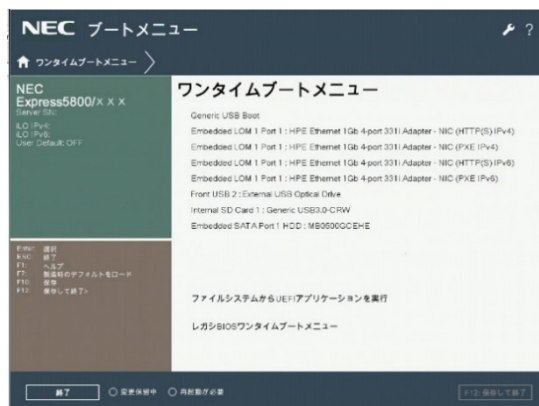 NEC ブートメニュー
?
ワンタイムブートメニュー
NEC
Express5800/X X X
Server SN:
iLO IPv4:
iLO IPv6:
User Default: OFF
Enter: 選択
ESC: 終了
F1: ヘルプ
F7: 製造時のデフォルトをロード
F10: 保存
F12: 保存して終了>
ワンタイムブートメニュー
Generic USB Boot
Embedded LOM 1 Port 1 : HPE Ethernet 1Gb 4-port 331i Adapter - NIC (HTTP(S) IPv4)
Embedded LOM 1 Port 1 : HPE Ethernet 1Gb 4-port 331i Adapter - NIC (PXE IPv4)
Embedded LOM 1 Port 1 : HPE Ethernet 1Gb 4-port 331i Adapter - NIC (HTTP(S) IPv6)
Embedded LOM 1 Port 1 : HPE Ethernet 1Gb 4-port 331i Adapter - NIC (PXE IPv6)
Front USB 2 : External USB Optical Drive
Internal SD Card 1 : Generic USB3.0-CRW
Embedded SATA Port 1 HDD : MB0500GCEHE
ファイルシステムからUEFIアプリケーションを実行
レガシBIOSワンタイムブートメニュー
終了
変更保留中
再起動が必要
F12: 保存して終了